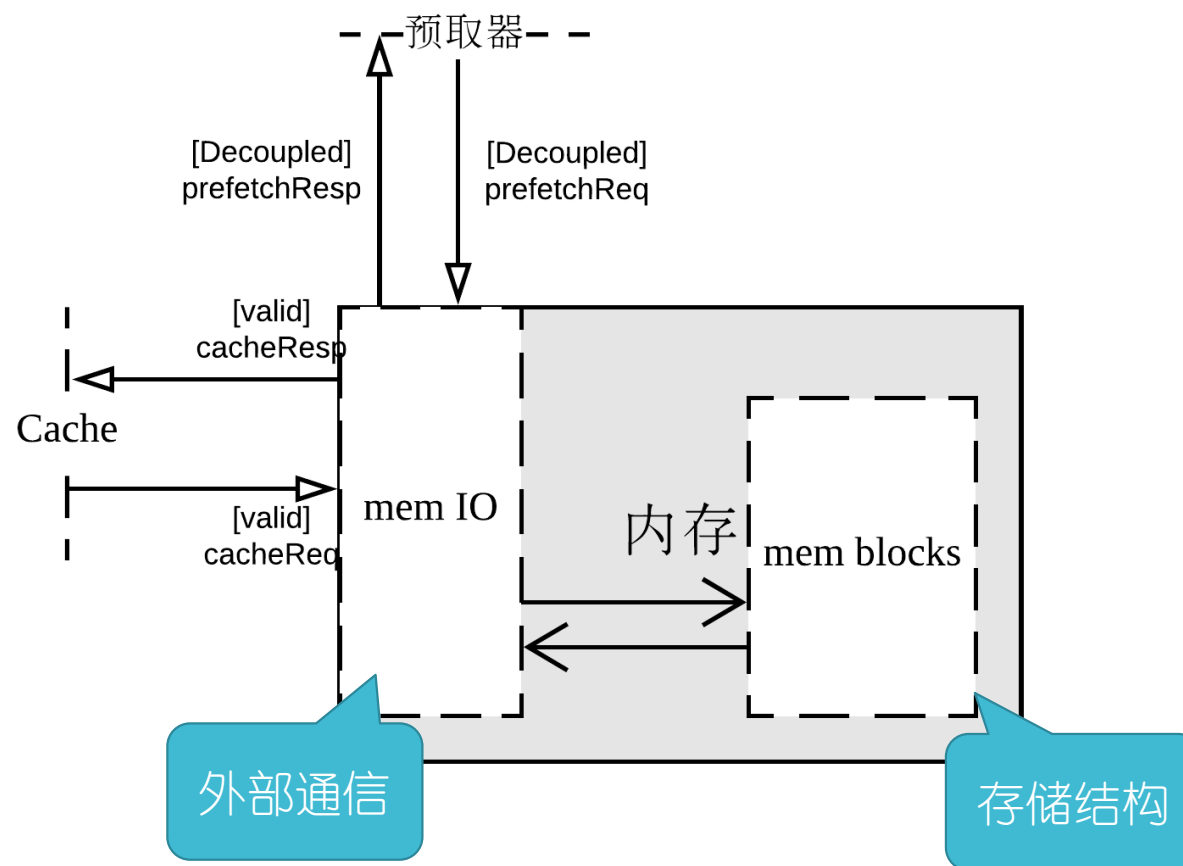 预取器
[Decoupled]
prefetchResp
[Decoupled]
prefetchReq
[valid]
cacheResp
Cache
[valid]
cacheReq
mem IO
内存
mem blocks
外部通信
存储结构